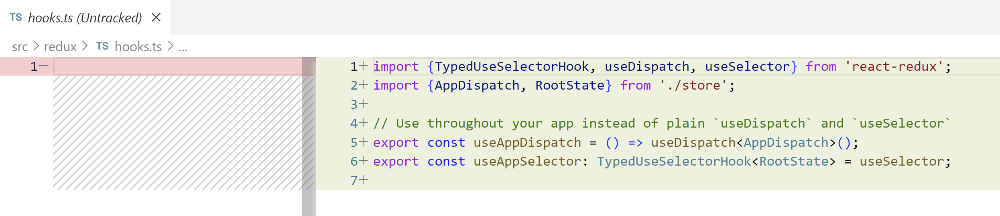 TS hooks.ts (Untracked) ×
src > redux > TS hooks.ts > ...
1—
1+ import {TypedUseSelectorHook, useDispatch, useSelector} from 'react-redux';
2+ import {AppDispatch, RootState} from './store';
3+
4+ // Use throughout your app instead of plain `useDispatch` and `useSelector`
5+ export const useAppDispatch = () => useDispatch<AppDispatch>();
6+ export const useAppSelector: TypedUseSelectorHook<RootState> = useSelector;
7+